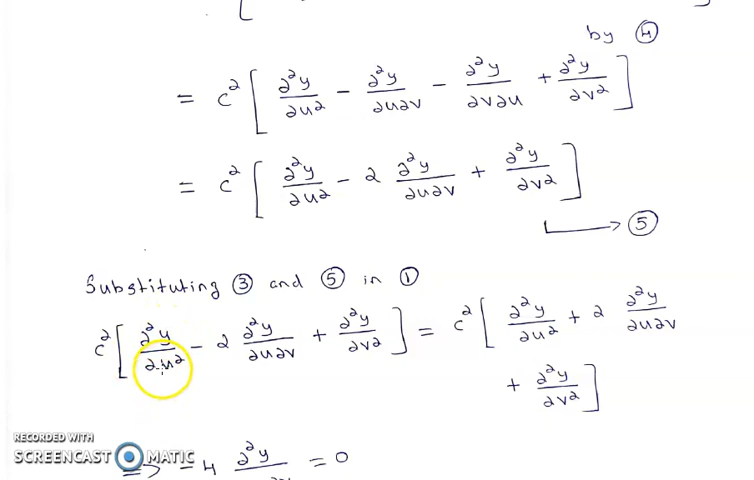 by ④
= c² [ ∂²y/∂u² − ∂²y/∂u∂v − ∂²y/∂v∂u + ∂²y/∂v² ]
= c² [ ∂²y/∂u² − 2 ∂²y/∂u∂v + ∂²y/∂v² ]
→ ⑤
Substituting ③ and ⑤ in ①
c² [ ∂²y/∂u² − 2 ∂²y/∂u∂v + ∂²y/∂v² ] = c² [ ∂²y/∂u² + 2 ∂²y/∂u∂v
+ ∂²y/∂v² ]
RECORDED WITH
SCREENCAST MATIC
=> −4 ∂²y/ = 0